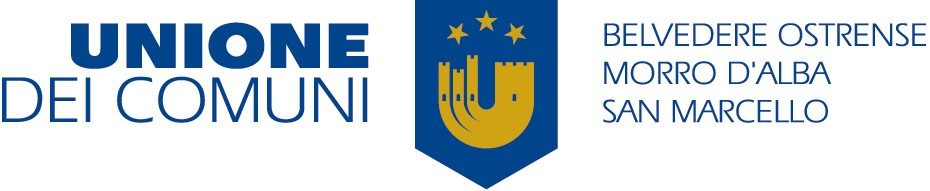 UNIONE
DEI COMUNI
BELVEDERE OSTRENSE
MORRO D'ALBA
SAN MARCELLO